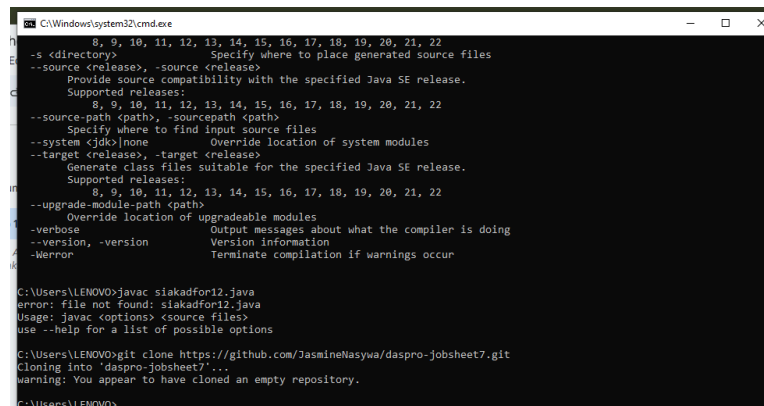 C:\Windows\system32\cmd.exe
8, 9, 10, 11, 12, 13, 14, 15, 16, 17, 18, 19, 20, 21, 22
-s <directory> Specify where to place generated source files
--source <release>, -source <release>
Provide source compatibility with the specified Java SE release.
Supported releases:
8, 9, 10, 11, 12, 13, 14, 15, 16, 17, 18, 19, 20, 21, 22
--source-path <path>, -sourcepath <path>
Specify where to find input source files
--system <jdk>|none Override location of system modules
--target <release>, -target <release>
Generate class files suitable for the specified Java SE release.
Supported releases:
8, 9, 10, 11, 12, 13, 14, 15, 16, 17, 18, 19, 20, 21, 22
--upgrade-module-path <path>
Override location of upgradeable modules
-verbose Output messages about what the compiler is doing
--version, -version Version information
-Werror Terminate compilation if warnings occur
C:\Users\LENOVO>javac siakadfor12.java
error: file not found: siakadfor12.java
Usage: javac <options> <source files>
use --help for a list of possible options
C:\Users\LENOVO>git clone https://github.com/JasmineNasywa/daspro-jobsheet7.git
Cloning into 'daspro-jobsheet7'...
warning: You appear to have cloned an empty repository.
C:\Users\LENOVO>